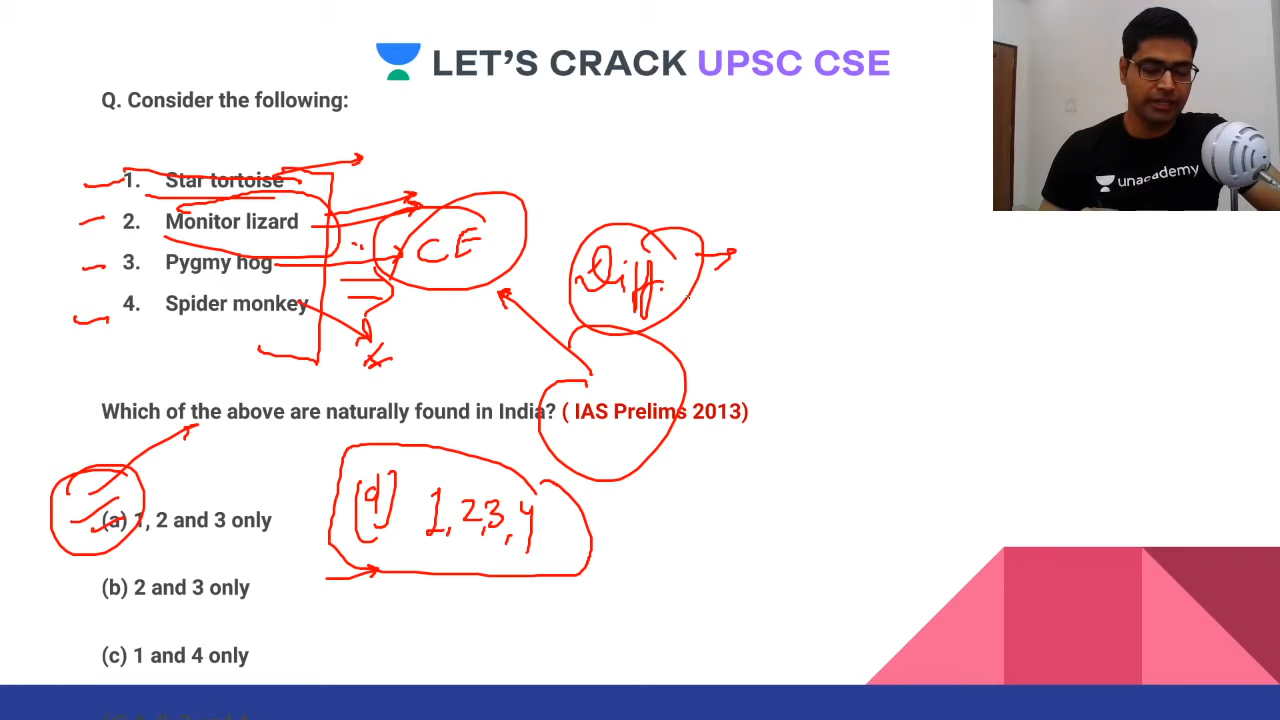 LET'S CRACK UPSC CSE
Q. Consider the following:
unacademy
1. Star tortoise
2. Monitor lizard
CE
3. Pygmy hog
Diff.
4. Spider monkey
Which of the above are naturally found in India? ( IAS Prelims 2013)
(d) 1,2,3,4
(a) 1, 2 and 3 only
(b) 2 and 3 only
(c) 1 and 4 only